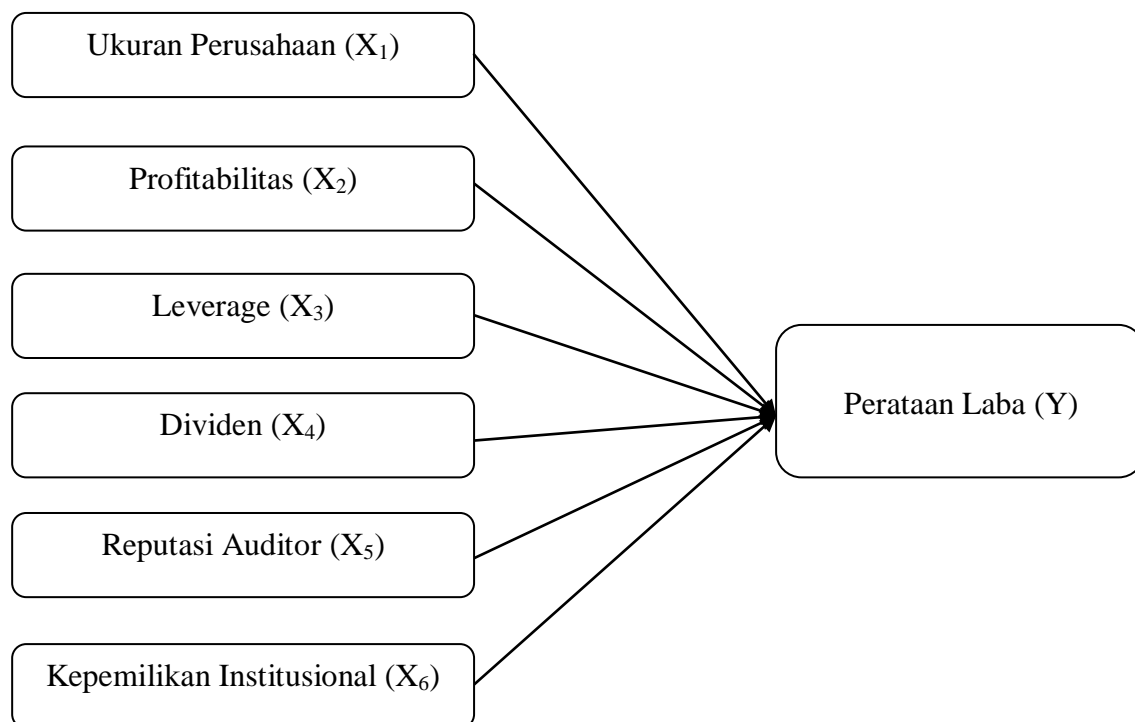 Ukuran Perusahaan (X₁)
Profitabilitas (X₂)
Leverage (X₃)
Dividen (X₄)
Reputasi Auditor (X₅)
Kepemilikan Institusional (X₆)
Perataan Laba (Y)